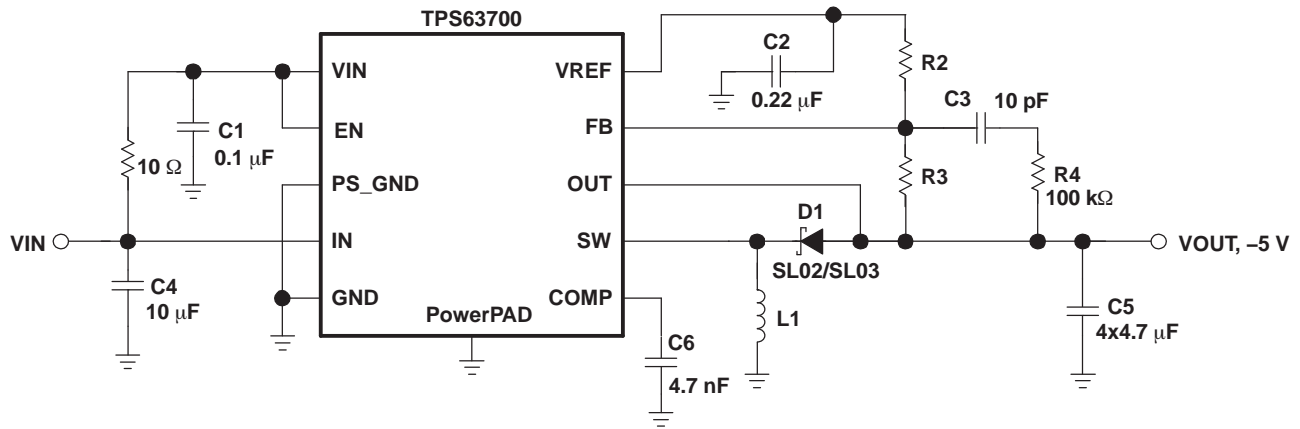 TPS63700
VIN
EN
PS_GND
IN
GND
VREF
FB
OUT
SW
COMP
PowerPAD
C1
0.1 μF
10 Ω
VIN
C4
10 μF
C2
0.22 μF
R2
C3
10 pF
R3
R4
100 kΩ
D1
SL02/SL03
VOUT, –5 V
L1
C5
4x4.7 μF
C6
4.7 nF